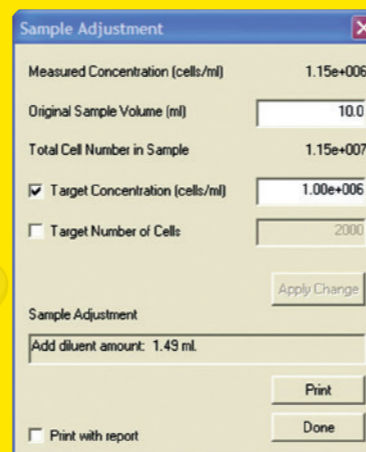 Sample Adjustment
Measured Concentration (cells/ml) 1.15e+006
Original Sample Volume (ml) 10.0
Total Cell Number in Sample 1.15e+007
Target Concentration (cells/ml) 1.00e+006
Target Number of Cells 2000
Apply Change
Sample Adjustment
Add diluent amount: 1.49 ml.
Print
Print with report Done